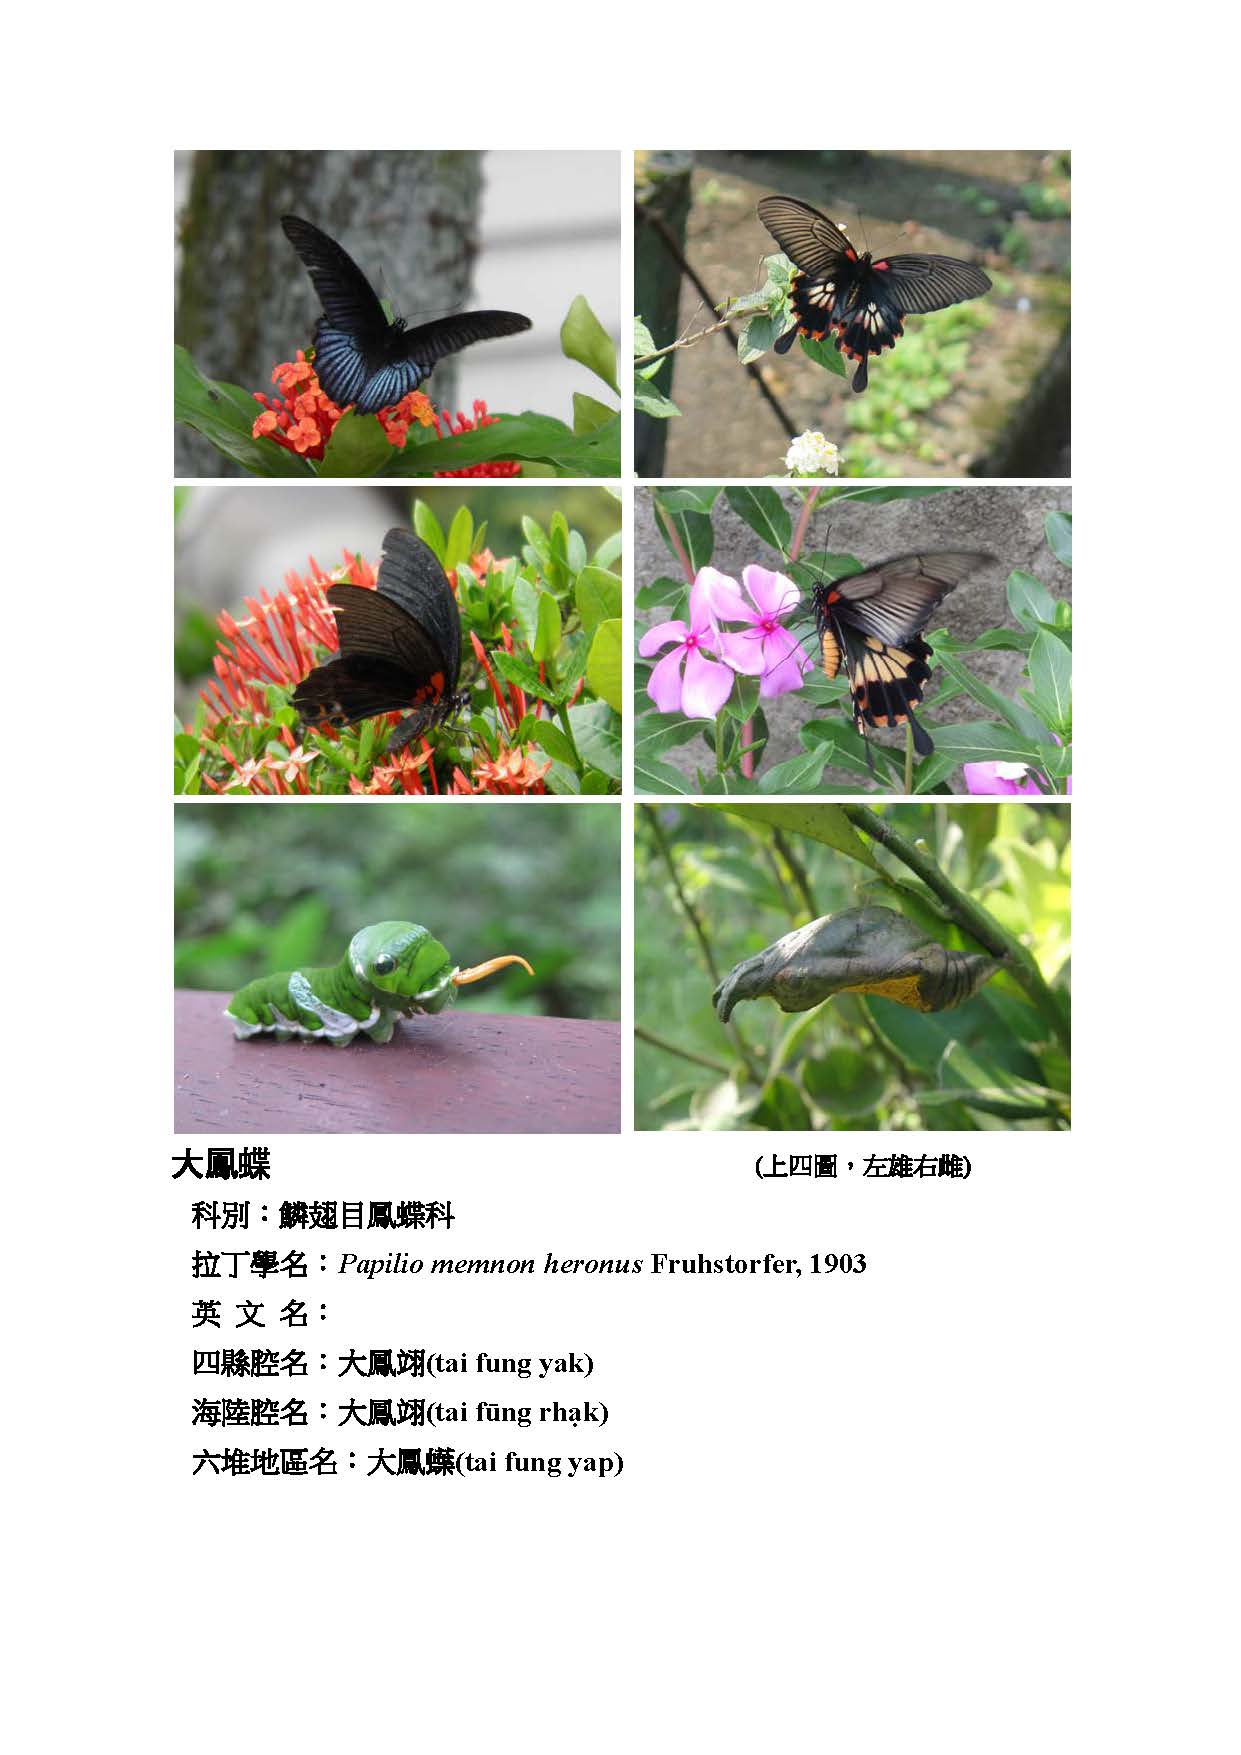 大鳳蝶
(上四圖，左雄右雌)
科別：鱗翅目鳳蝶科
拉丁學名：Papilio memnon heronus Fruhstorfer, 1903
英 文 名：
四縣腔名：大鳳翊(tai fung yak)
海陸腔名：大鳳翊(tai fūng rhạk)
六堆地區名：大鳳蝶(tai fung yap)